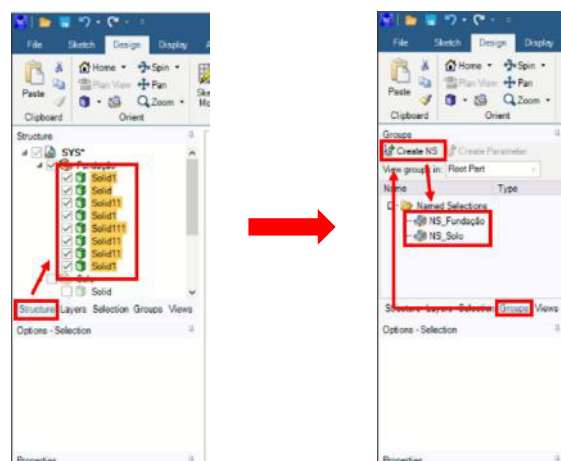 File Sketch Design Display
Paste
Home Spin
Plan View Pan
Zoom
Clipboard Orient
Structure
SYS*
Fundação
Solid1
Solid
Solid11
Solid1
Solid111
Solid11
Solid11
Solid1
Solid
Structure Layers Selection Groups Views
Options - Selection
Properties
File Sketch Design Display
Paste
Home Spin
Plan View Pan
Zoom
Clipboard Orient
Groups
Create NS Create Parameter
View groups in: Root Part
Name Type
Named Selections
NS_Fundação
NS_Solo
Structure Layers Selection Groups Views
Options - Selection
Properties